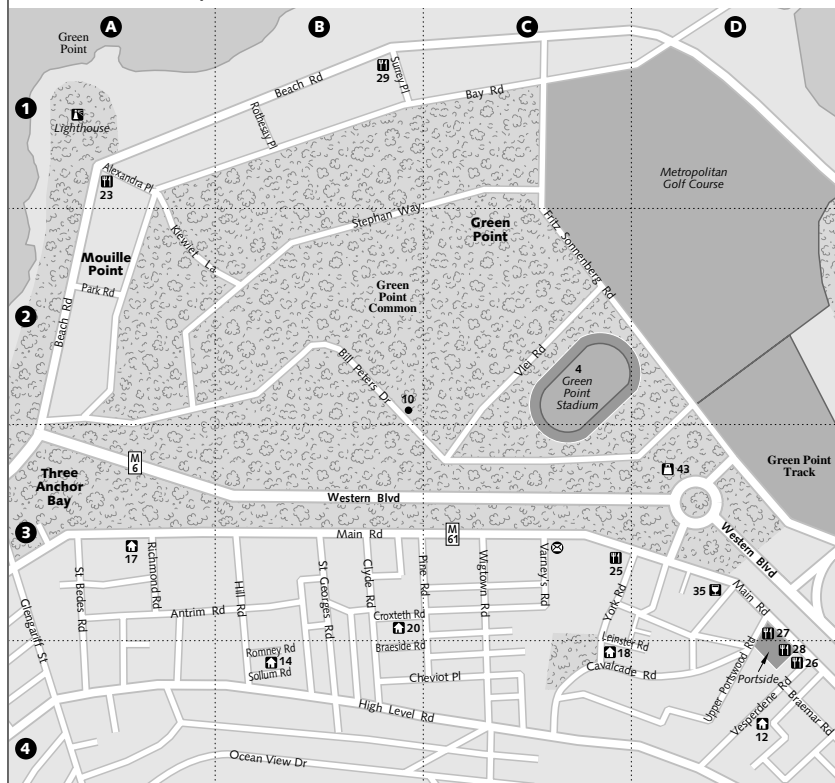 A
B
C
D
Green
Point
1
Lighthouse
29
Surrey Pl
Beach Rd
Bay Rd
Rothesay Pl
Alexandra Pl
23
Metropolitan
Golf Course
Stephan Way
Green
Point
Fritz Sonnenberg Rd
Kiewiet La
Mouille
Point
Park Rd
Green
Point
Common
2
Beach Rd
Bill Peters Dr
10
Vlei Rd
4
Green
Point
Stadium
M
6
Three
Anchor
Bay
43
Green Point
Track
Western Blvd
3
Main Rd
M
61
Western Blvd
17
Richmond Rd
St. Bedes Rd
Glengariff St
Antrim Rd
Hill Rd
St. Georges Rd
Clyde Rd
Pine Rd
Wigtown Rd
Varney's Rd
25
York Rd
35
Main Rd
Croxteth Rd
20
Braeside Rd
Romney Rd
14
Sollum Rd
Cheviot Pl
Leinster Rd
18
Cavalcade Rd
27
28
26
Portside
Upper Portswood Rd
Vesperdene Rd
Braemar Rd
12
High Level Rd
4
Ocean View Dr